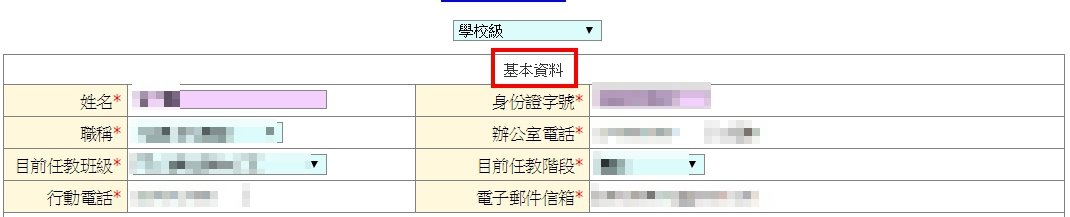 學校級
基本資料
姓名* 身份證字號*
職稱* 辦公室電話*
目前任教班級* 目前任教階段*
行動電話* 電子郵件信箱*